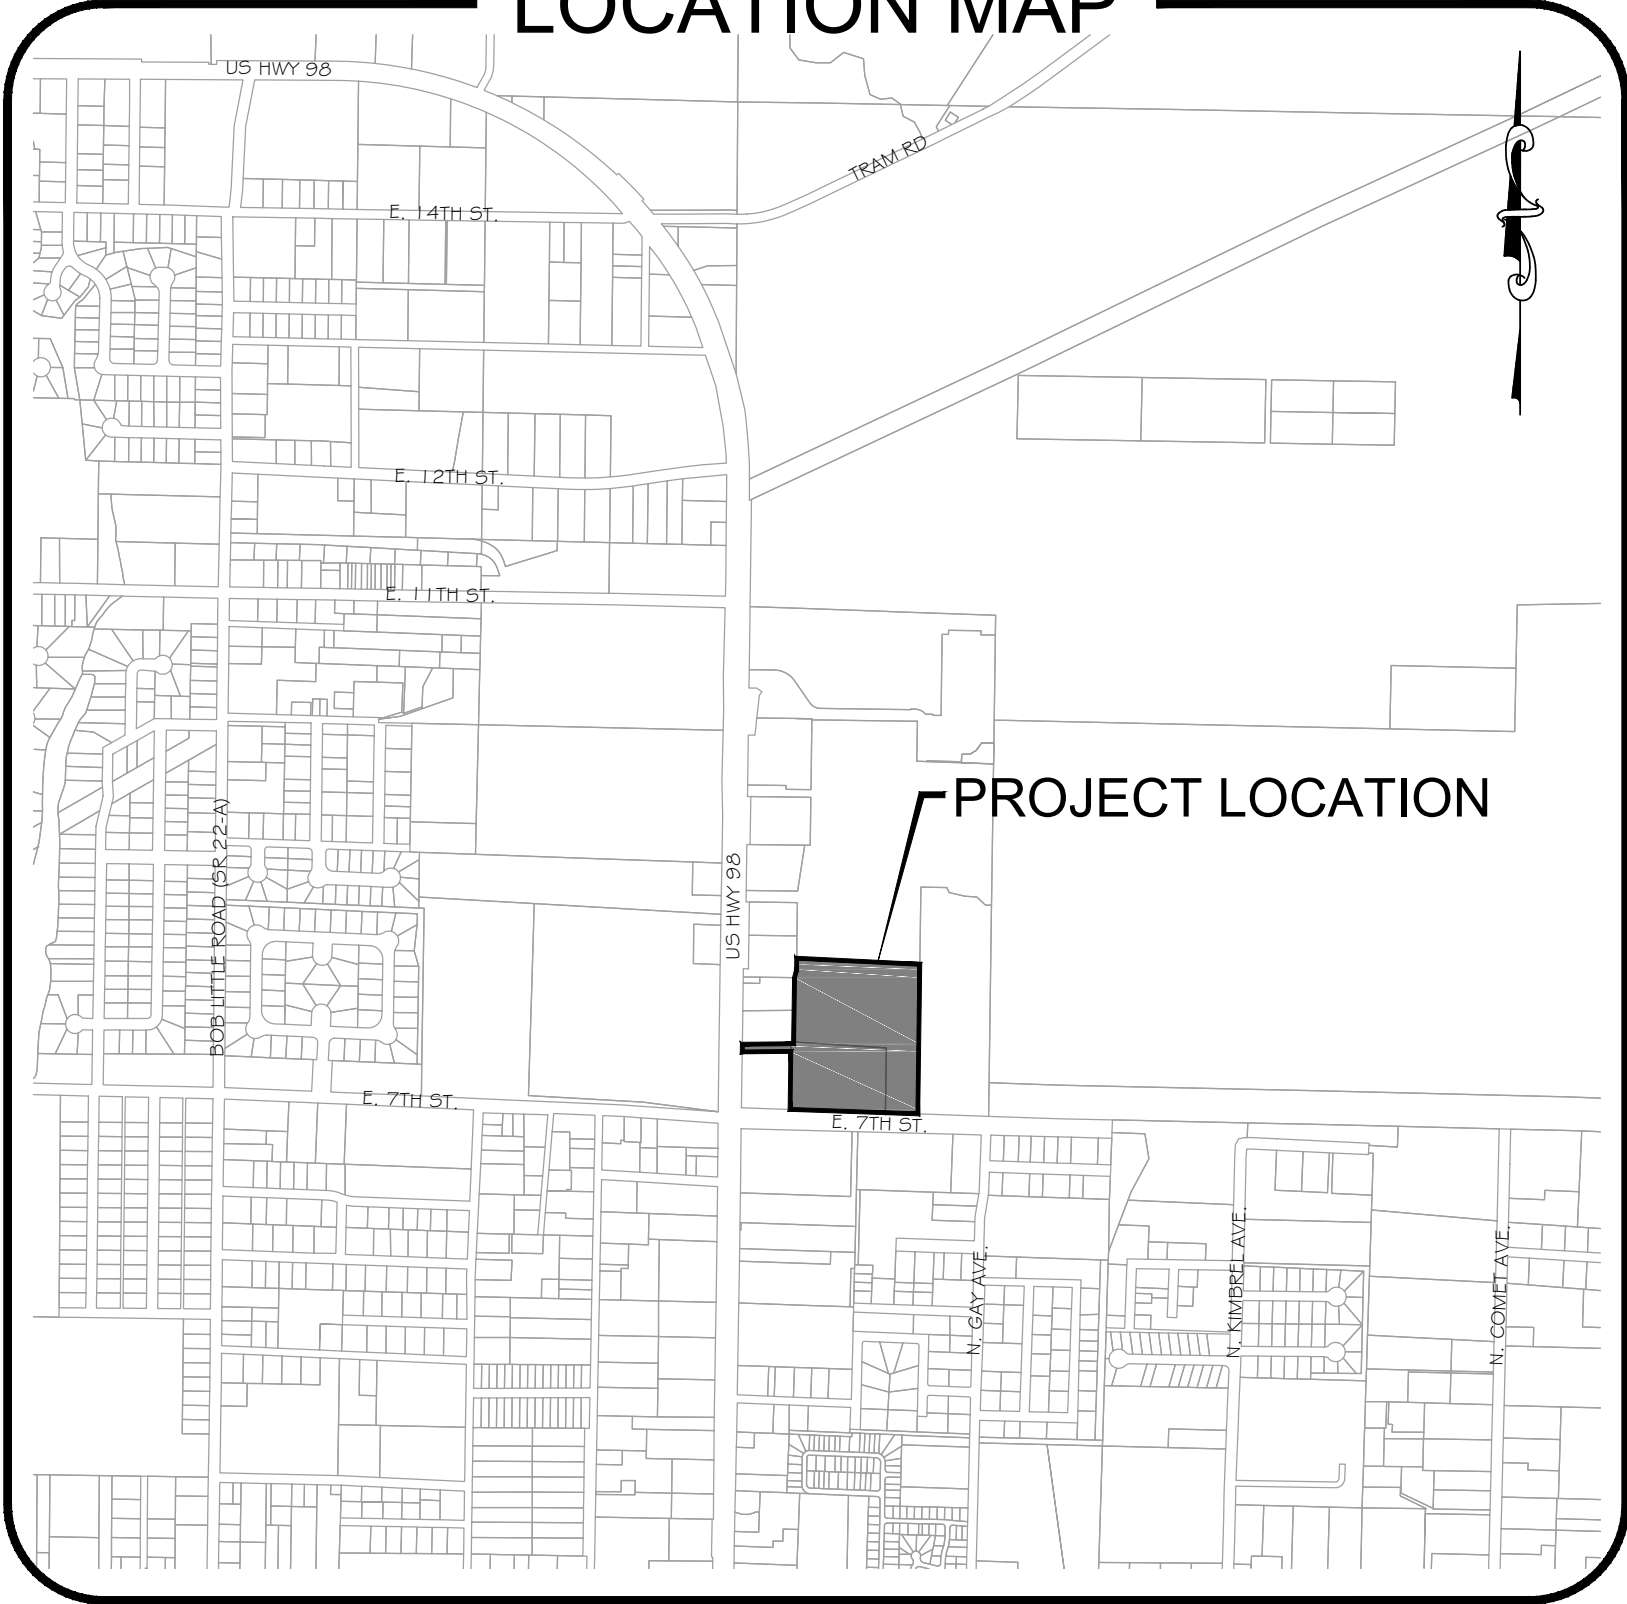 LOCATION MAP
US HWY 98
TRAM RD
E. 14TH ST.
E. 12TH ST.
E. 11TH ST.
PROJECT LOCATION
BOB LITTLE ROAD (SR 22-A)
US HWY 98
E. 7TH ST.
E. 7TH ST.
N. GAY AVE.
N. KIMBREL AVE.
N. COMET AVE.